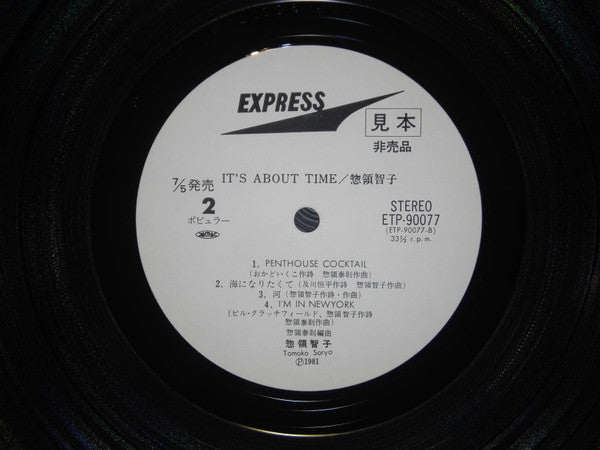 EXPRESS
見本
非売品
7/5発売
IT'S ABOUT TIME/惣領智子
2
ポピュラー
STEREO
ETP-90077
(ETP-90077-B)
33⅓ r.p.m.
1. PENTHOUSE COCKTAIL
(おかどいくこ作詩 惣領泰則作曲)
2. 海になりたくて(及川恒平作詩 惣領智子作曲)
3. 河(惣領智子作詩・作曲)
4. I'M IN NEWYORK
(ビル・クラッチフィールド、惣領智子作詩
惣領泰則作曲)
惣領泰則編曲
惣領智子
Tomoko Soryo
Ⓟ1981